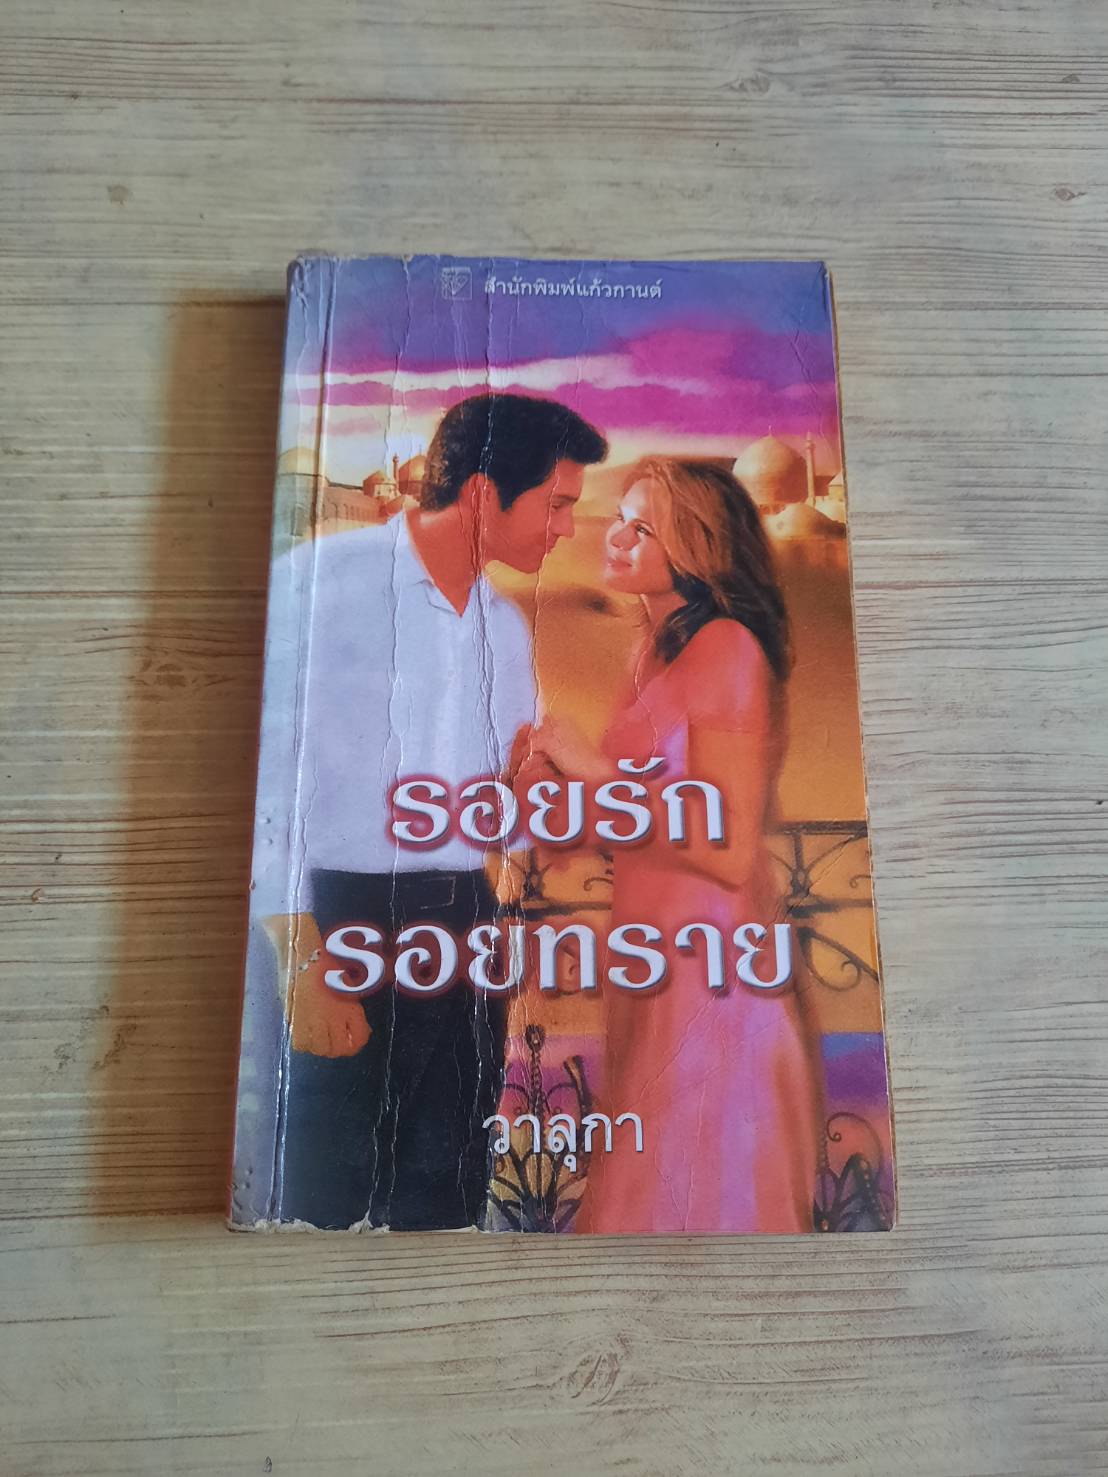 สำนักพิมพ์แก้วกานต์
รอยรัก
รอยทราย
วาลุกา